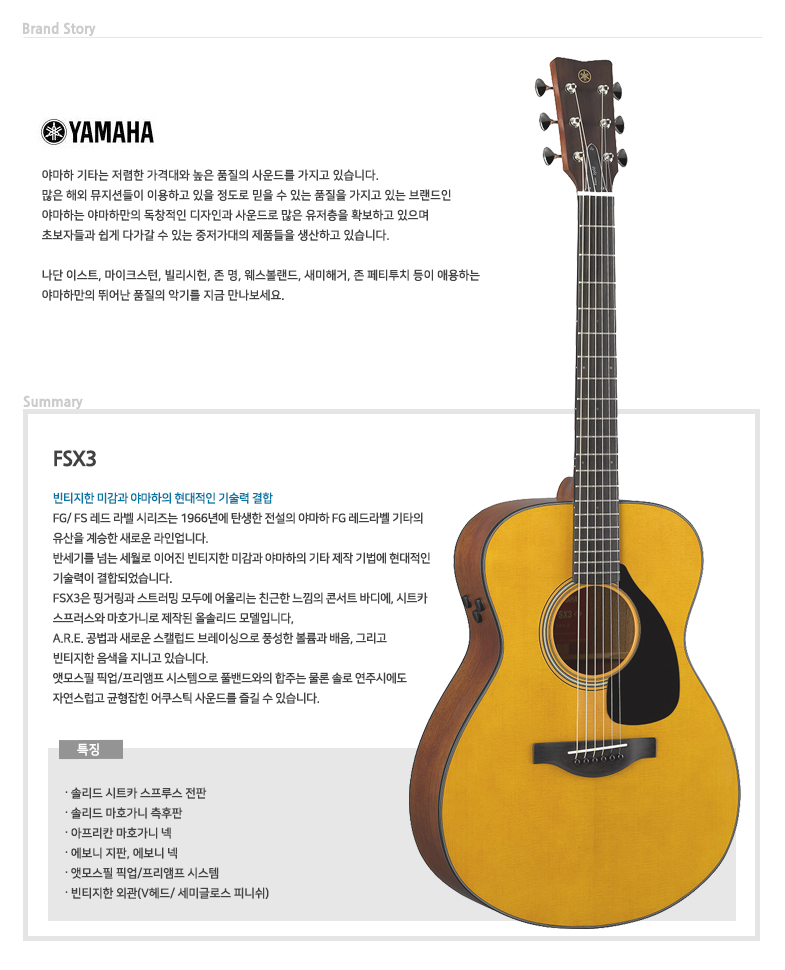 Brand Story
YAMAHA
야마하 기타는 저렴한 가격대와 높은 품질의 사운드를 가지고 있습니다.
많은 해외 뮤지션들이 이용하고 있을 정도로 믿을 수 있는 품질을 가지고 있는 브랜드인
야마하는 야마하만의 독창적인 디자인과 사운드로 많은 유저층을 확보하고 있으며
초보자들과 쉽게 다가갈 수 있는 중저가대의 제품들을 생산하고 있습니다.
나단 이스트, 마이크스턴, 빌리시헌, 존 명, 웨스볼랜드, 새미해거, 존 페티투치 등이 애용하는
야마하만의 뛰어난 품질의 악기를 지금 만나보세요.
Summary
FSX3
빈티지한 미감과 야마하의 현대적인 기술력 결합
FG/ FS 레드 라벨 시리즈는 1966년에 탄생한 전설의 야마하 FG 레드라벨 기타의
유산을 계승한 새로운 라인업니다.
반세기를 넘는 세월로 이어진 빈티지한 미감과 야마하의 기타 제작 기법에 현대적인
기술력이 결합되었습니다.
FSX3은 핑거링과 스트러밍 모두에 어울리는 친근한 느낌의 콘서트 바디에, 시트카
스프러스와 마호가니로 제작된 올솔리드 모델입니다,
A.R.E. 공법과 새로운 스캘럽드 브레이싱으로 풍성한 볼륨과 배음, 그리고
빈티지한 음색을 지니고 있습니다.
앳모스필 픽업/프리앰프 시스템으로 풀밴드와의 합주는 물론 솔로 연주시에도
자연스럽고 균형잡힌 어쿠스틱 사운드를 즐길 수 있습니다.
특징
· 솔리드 시트카 스프루스 전판
· 솔리드 마호가니 측후판
· 아프리칸 마호가니 넥
· 에보니 지판, 에보니 넥
· 앳모스필 픽업/프리앰프 시스템
· 빈티지한 외관(V헤드/ 세미글로스 피니쉬)